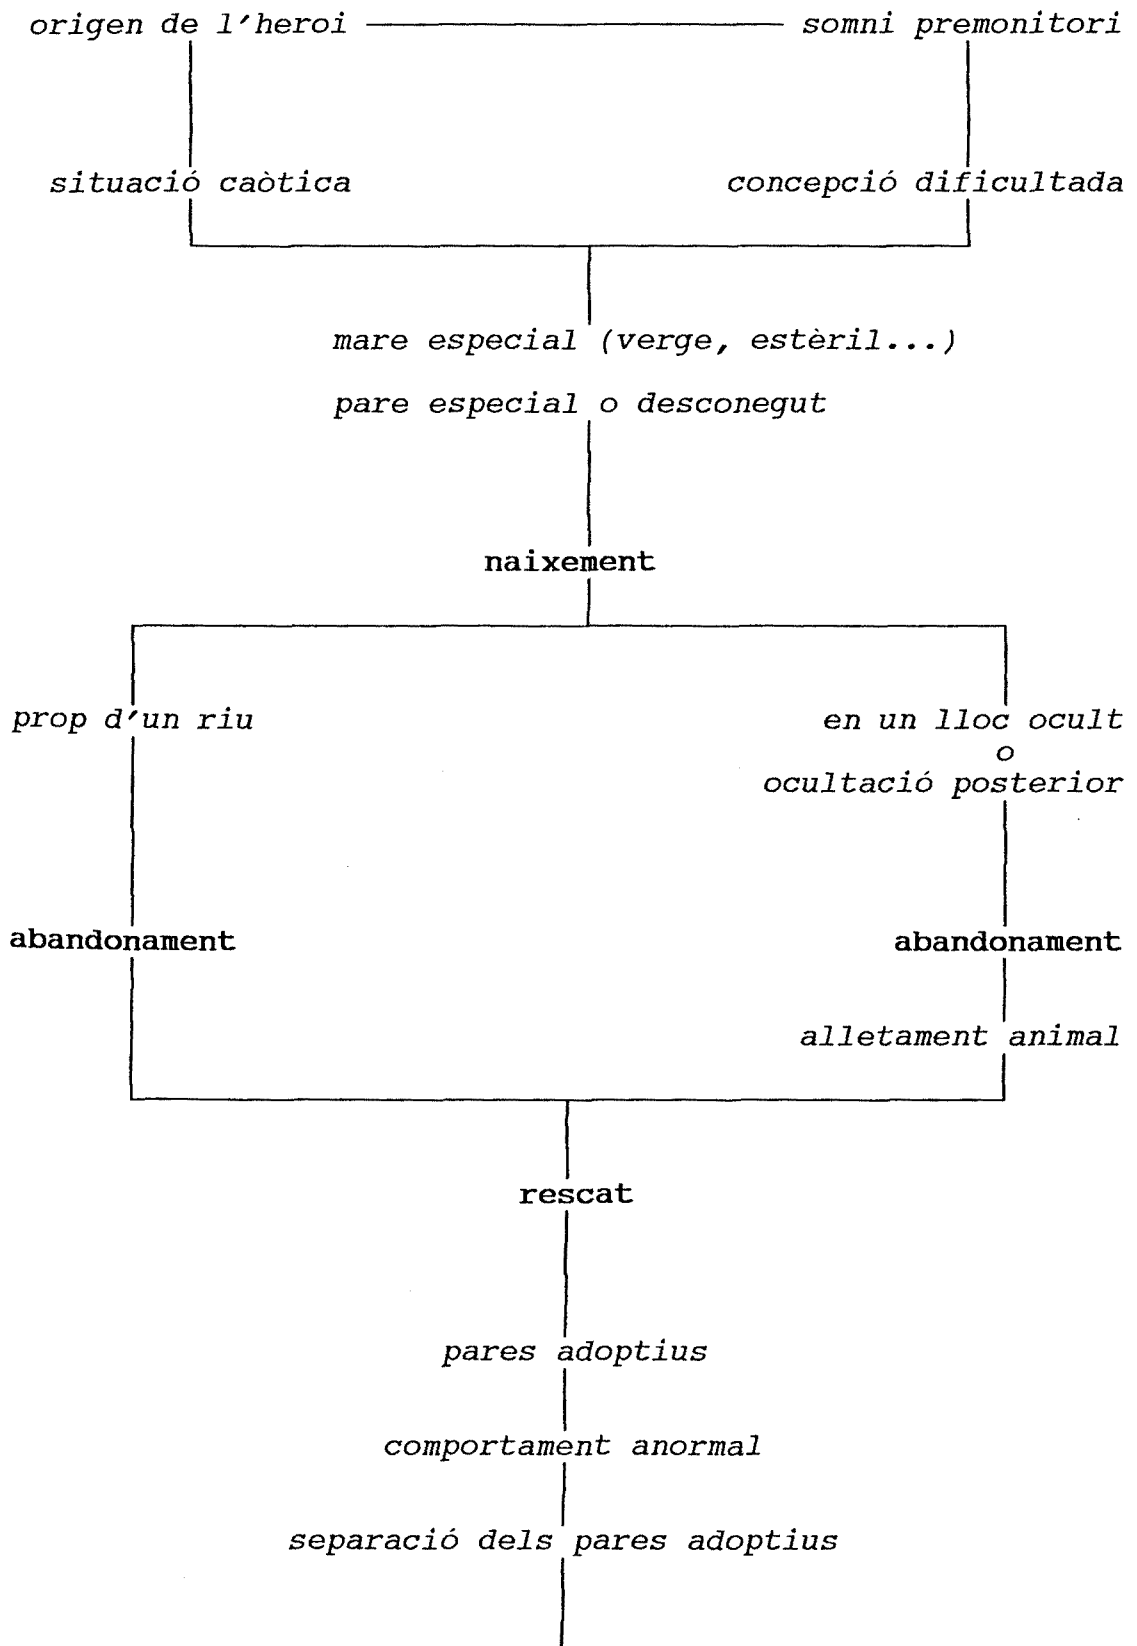 origen de l'heroi somni premonitori
situació caòtica concepció dificultada
mare especial (verge, estèril...)
pare especial o desconegut
naixement
prop d'un riu en un lloc ocult
o
ocultació posterior
abandonament abandonament
alletament animal
rescat
pares adoptius
comportament anormal
separació dels pares adoptius